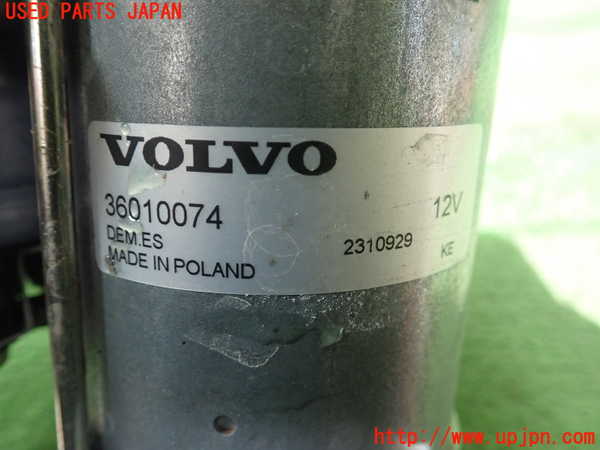 USED PARTS JAPAN
VOLVO
36010074 12V
DEM.ES
2310929 KE
MADE IN POLAND
http://www.upjpn.com/